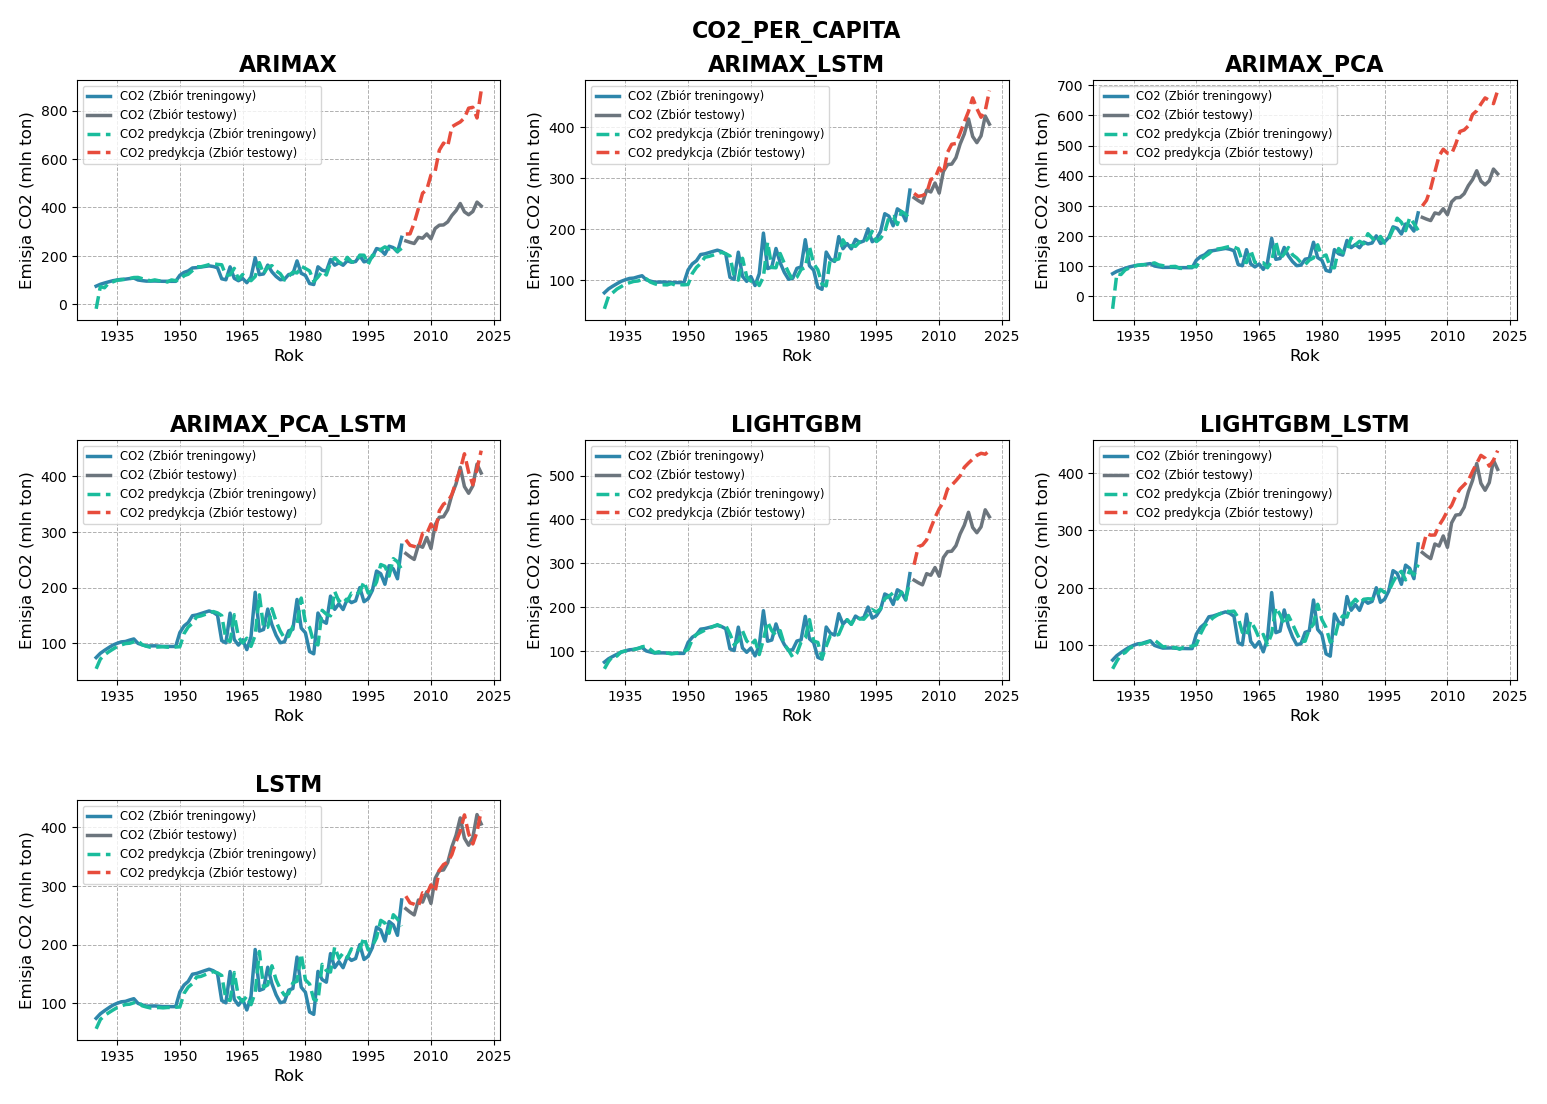 CO2_PER_CAPITA
ARIMAX
Emisja CO2 (mln ton)
800
600
400
200
0
CO2 (Zbiór treningowy)
CO2 (Zbiór testowy)
CO2 predykcja (Zbiór treningowy)
CO2 predykcja (Zbiór testowy)
1935 1950 1965 1980 1995 2010 2025
Rok
ARIMAX_LSTM
Emisja CO2 (mln ton)
400
300
200
100
CO2 (Zbiór treningowy)
CO2 (Zbiór testowy)
CO2 predykcja (Zbiór treningowy)
CO2 predykcja (Zbiór testowy)
1935 1950 1965 1980 1995 2010 2025
Rok
ARIMAX_PCA
Emisja CO2 (mln ton)
700
600
500
400
300
200
100
0
CO2 (Zbiór treningowy)
CO2 (Zbiór testowy)
CO2 predykcja (Zbiór treningowy)
CO2 predykcja (Zbiór testowy)
1935 1950 1965 1980 1995 2010 2025
Rok
ARIMAX_PCA_LSTM
Emisja CO2 (mln ton)
400
300
200
100
CO2 (Zbiór treningowy)
CO2 (Zbiór testowy)
CO2 predykcja (Zbiór treningowy)
CO2 predykcja (Zbiór testowy)
1935 1950 1965 1980 1995 2010 2025
Rok
LIGHTGBM
Emisja CO2 (mln ton)
500
400
300
200
100
CO2 (Zbiór treningowy)
CO2 (Zbiór testowy)
CO2 predykcja (Zbiór treningowy)
CO2 predykcja (Zbiór testowy)
1935 1950 1965 1980 1995 2010 2025
Rok
LIGHTGBM_LSTM
Emisja CO2 (mln ton)
400
300
200
100
CO2 (Zbiór treningowy)
CO2 (Zbiór testowy)
CO2 predykcja (Zbiór treningowy)
CO2 predykcja (Zbiór testowy)
1935 1950 1965 1980 1995 2010 2025
Rok
LSTM
Emisja CO2 (mln ton)
400
300
200
100
CO2 (Zbiór treningowy)
CO2 (Zbiór testowy)
CO2 predykcja (Zbiór treningowy)
CO2 predykcja (Zbiór testowy)
1935 1950 1965 1980 1995 2010 2025
Rok